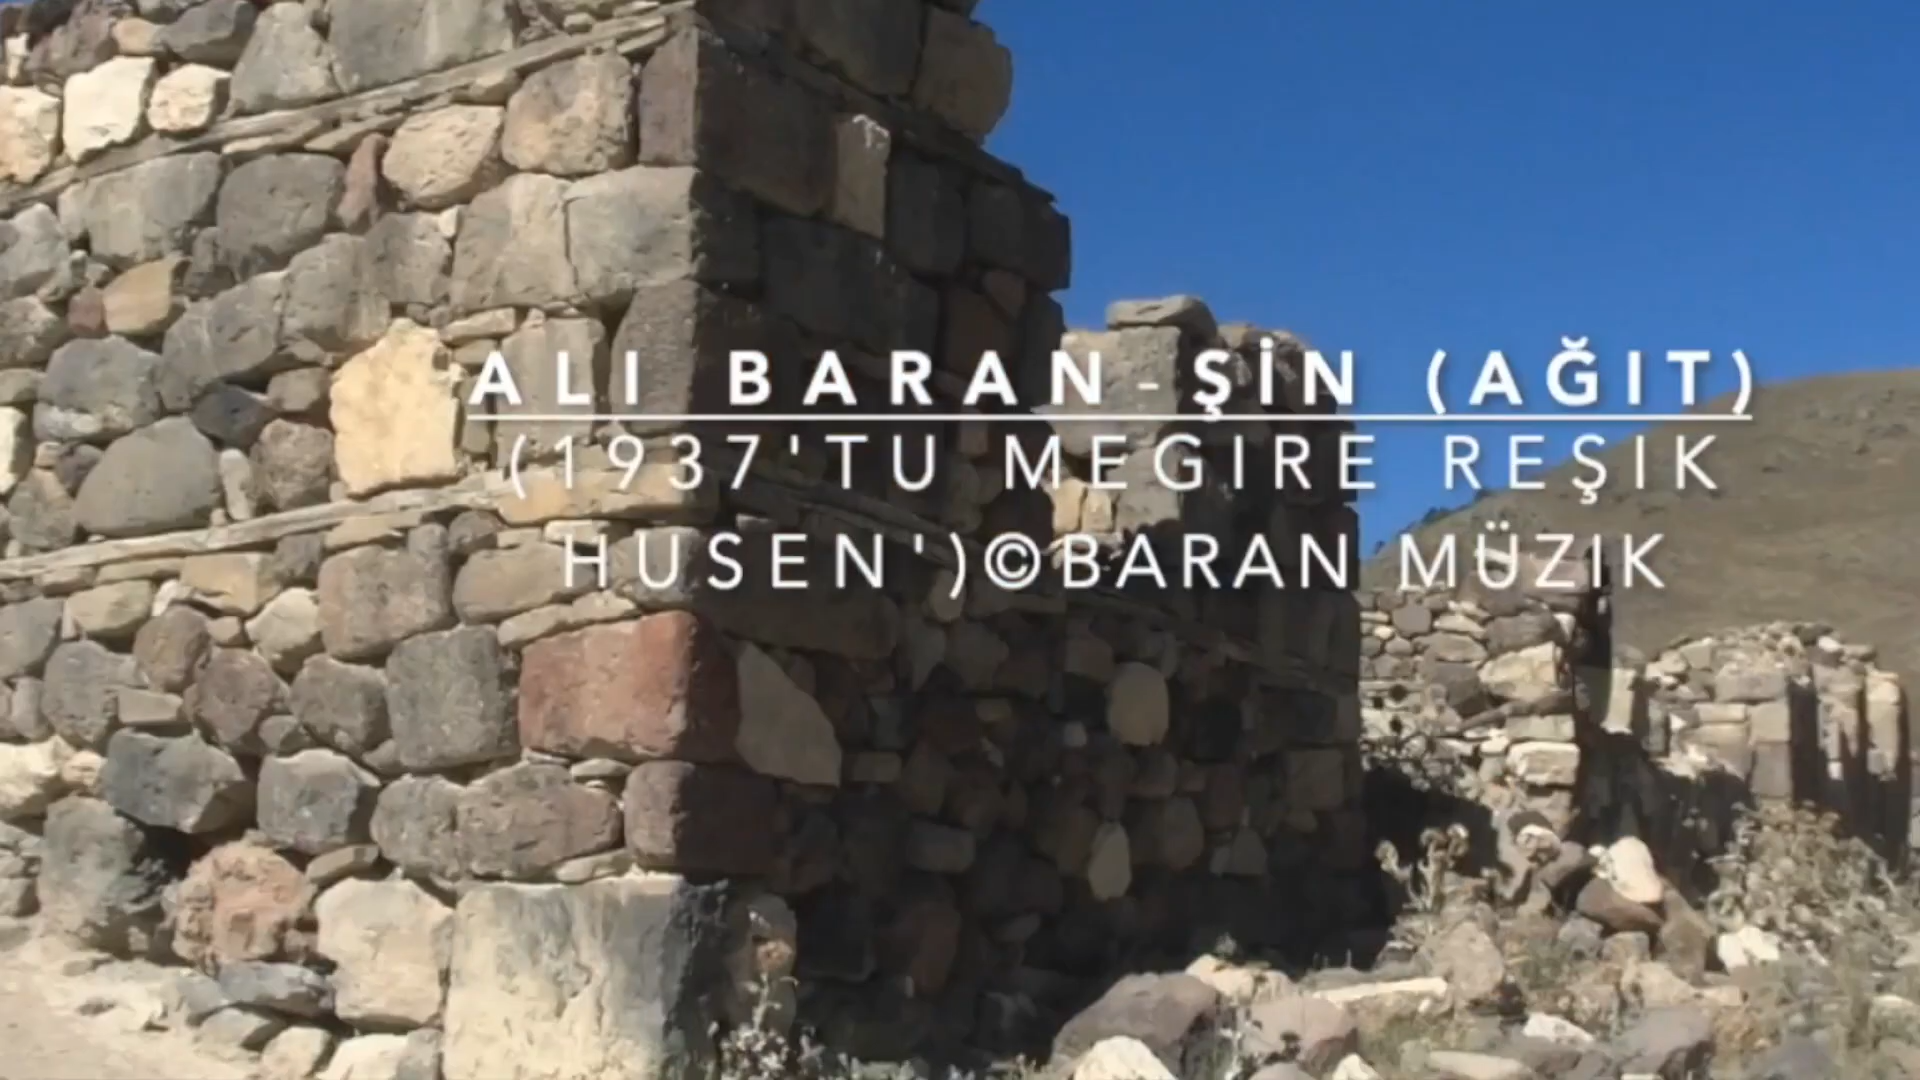 ALI BARAN-ŞİN (AĞIT)
(1937'TU MEGIRE REŞIK
HUSEN')©BARAN MÜZIK